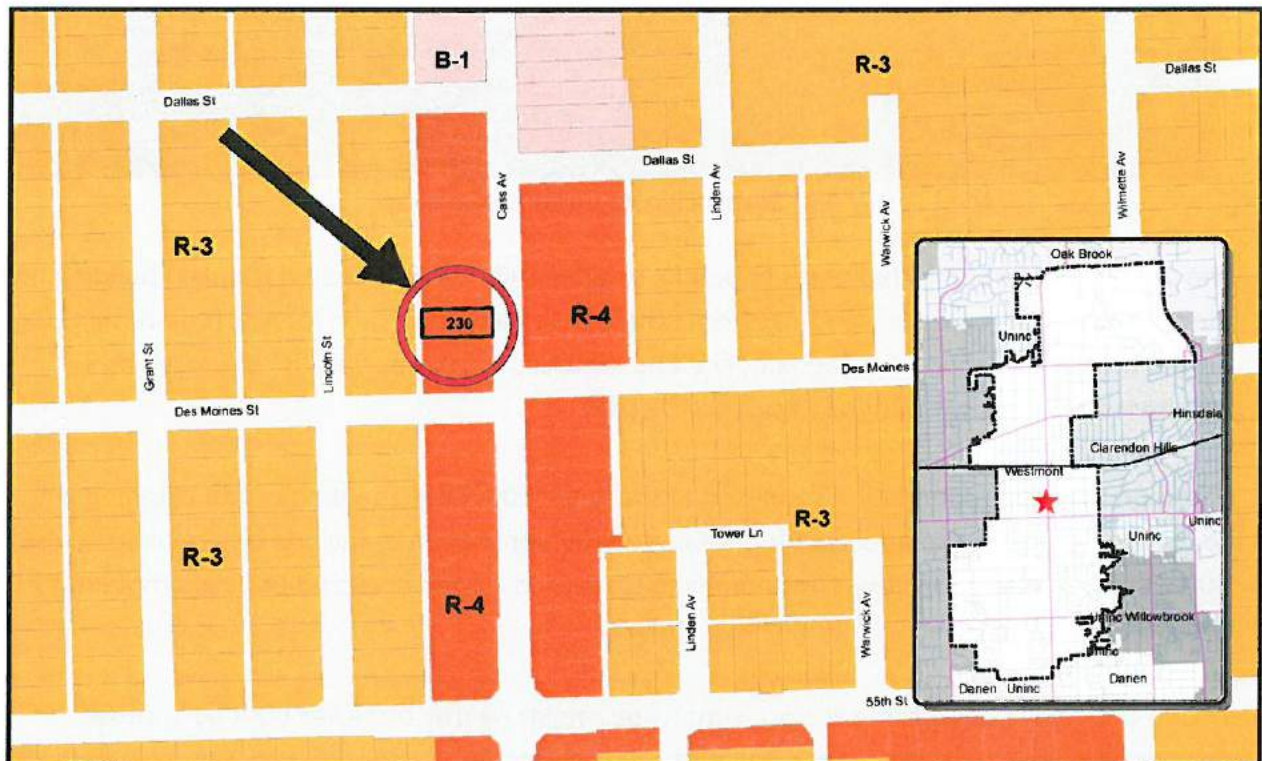 B-1
R-3
Dallas St
Dallas St
Dallas St
Cass Av
Linden Av
Warwick Av
Wilmette Av
R-3
Oak Brook
Uninc
230
R-4
Grant St
Lincoln St
Des Moines
Des Moines St
Hinsdale
Clarendon Hills
Westmont
Uninc
Uninc
R-3
Tower Ln
R-3
R-4
Linden Av
Warwick Av
Uninc Willowbrook
Uninc
Darien Uninc
Darien
55th St